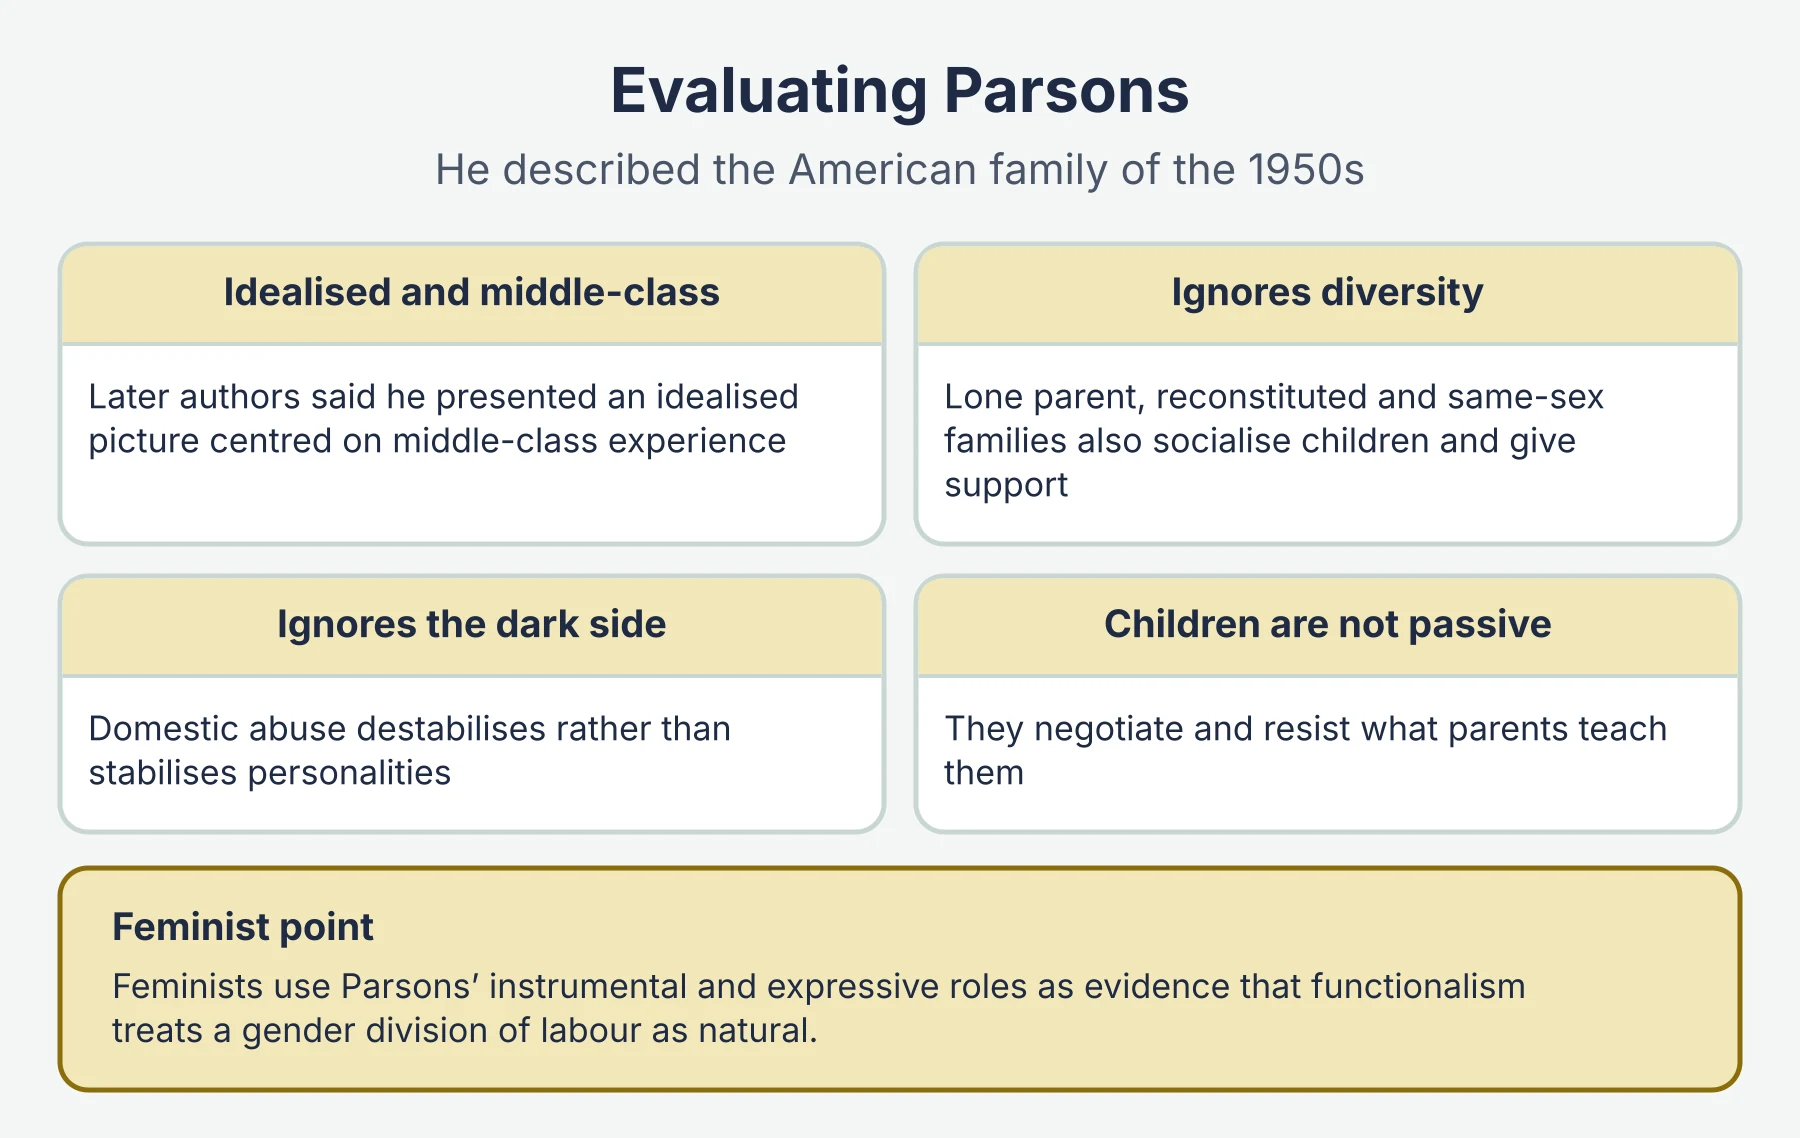 Evaluating Parsons
He described the American family of the 1950s
Idealised and middle-class
Later authors said he presented an idealised
picture centred on middle-class experience
Ignores diversity
Lone parent, reconstituted and same-sex
families also socialise children and give
support
Ignores the dark side
Domestic abuse destabilises rather than
stabilises personalities
Children are not passive
They negotiate and resist what parents teach
them
Feminist point
Feminists use Parsons’ instrumental and expressive roles as evidence that functionalism
treats a gender division of labour as natural.